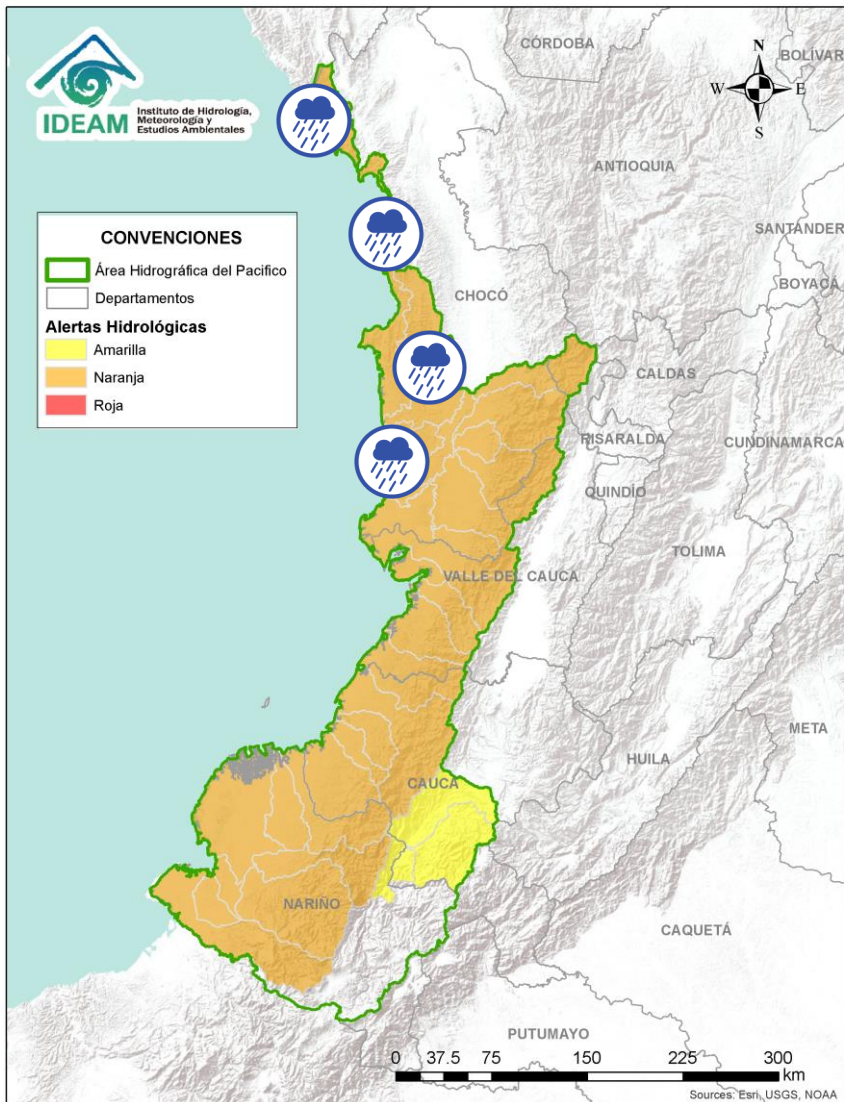 IDEAM
Instituto de Hidrología,
Meteorología y
Estudios Ambientales
CÓRDOBA
BOLÍVAR
N
W
E
S
ANTIOQUIA
SANTANDER
BOYACÁ
CHOCÓ
CALDAS
RISARALDA
CUNDINAMARCA
QUINDÍO
TOLIMA
VALLE DEL CAUCA
META
HUILA
CAUCA
NARIÑO
CAQUETÁ
PUTUMAYO
CONVENCIONES
Área Hidrográfica del Pacifico
Departamentos
Alertas Hidrológicas
Amarilla
Naranja
Roja
0 37.5 75 150 225 300
km
Sources: Esri, USGS, NOAA